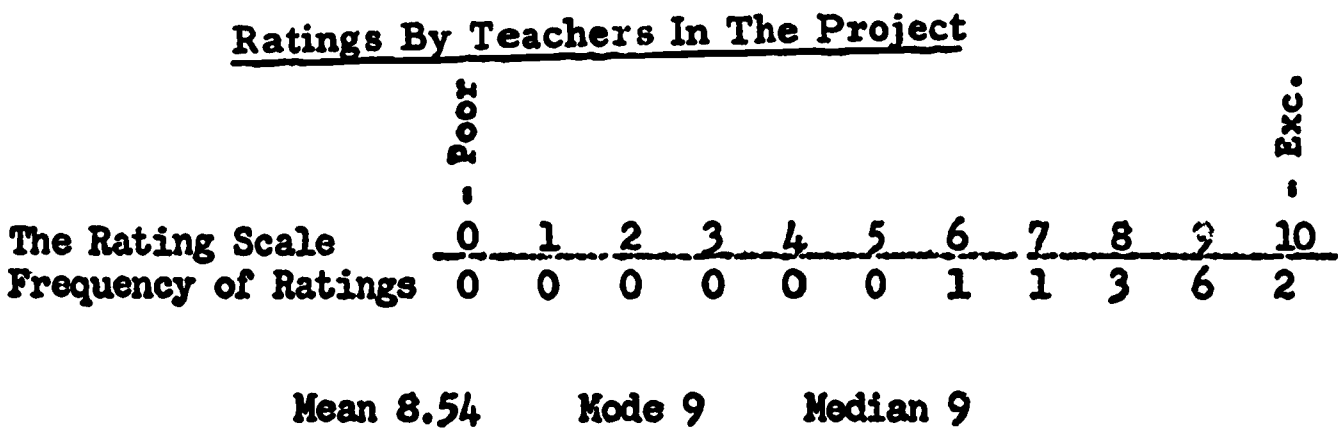 Ratings By Teachers In The Project
- Poor
- Exc.
The Rating Scale 0 1 2 3 4 5 6 7 8 9 10
Frequency of Ratings 0 0 0 0 0 0 1 1 3 6 2
Mean 8.54 Mode 9 Median 9